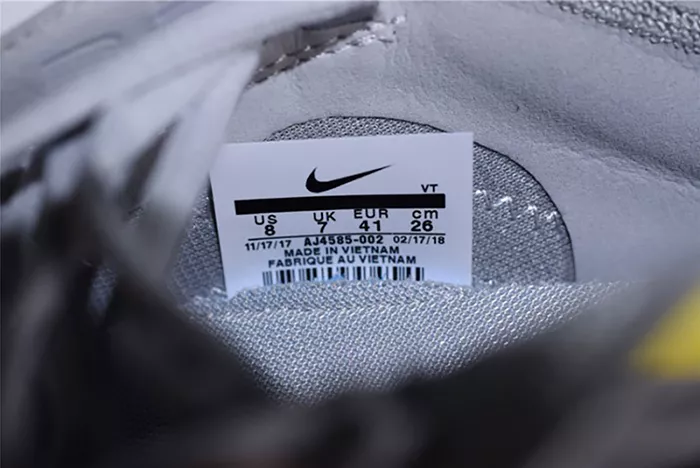 VT
US UK EUR cm
8 7 41 26
11/17/17 AJ4585-002 02/17/18
MADE IN VIETNAM
FABRIQUE AU VIETNAM